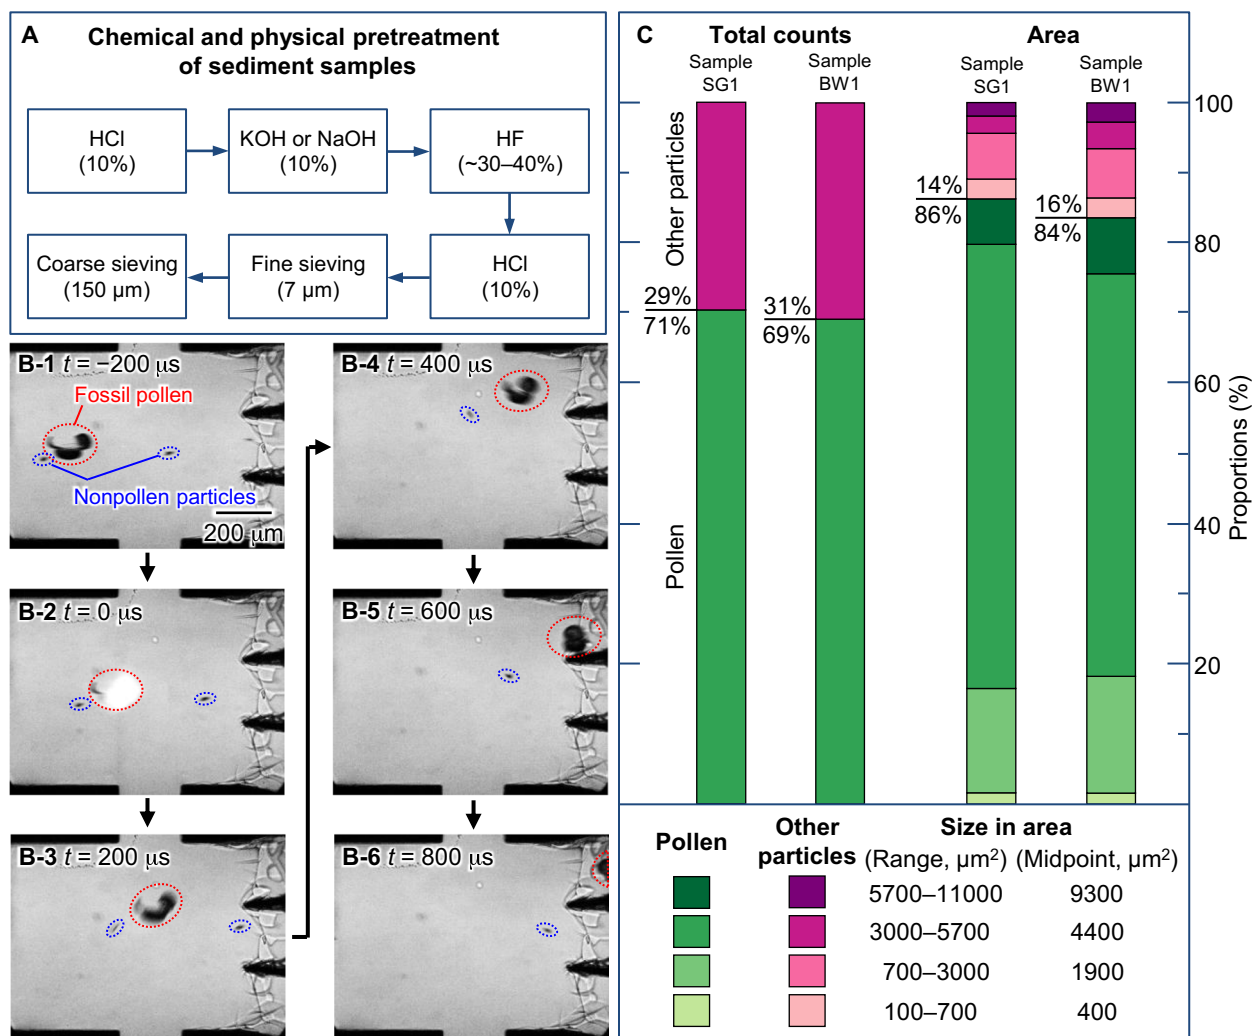 A
Chemical and physical pretreatment
of sediment samples
HCl
(10%)
KOH or NaOH
(10%)
HF
(~30–40%)
Coarse sieving
(150 μm)
Fine sieving
(7 μm)
HCl
(10%)
B-1 t = −200 μs
Fossil pollen
Nonpollen particles
200 μm
B-2 t = 0 μs
B-3 t = 200 μs
B-4 t = 400 μs
B-5 t = 600 μs
B-6 t = 800 μs
C
Total counts
Area
Sample
SG1
Sample
BW1
Sample
SG1
Sample
BW1
Other particles
Pollen
29%
71%
31%
69%
14%
86%
16%
84%
100
80
60
40
20
Proportions (%)
Pollen
Other
particles
Size in area
(Range, μm²) (Midpoint, μm²)
5700–11000 9300
3000–5700 4400
700–3000 1900
100–700 400